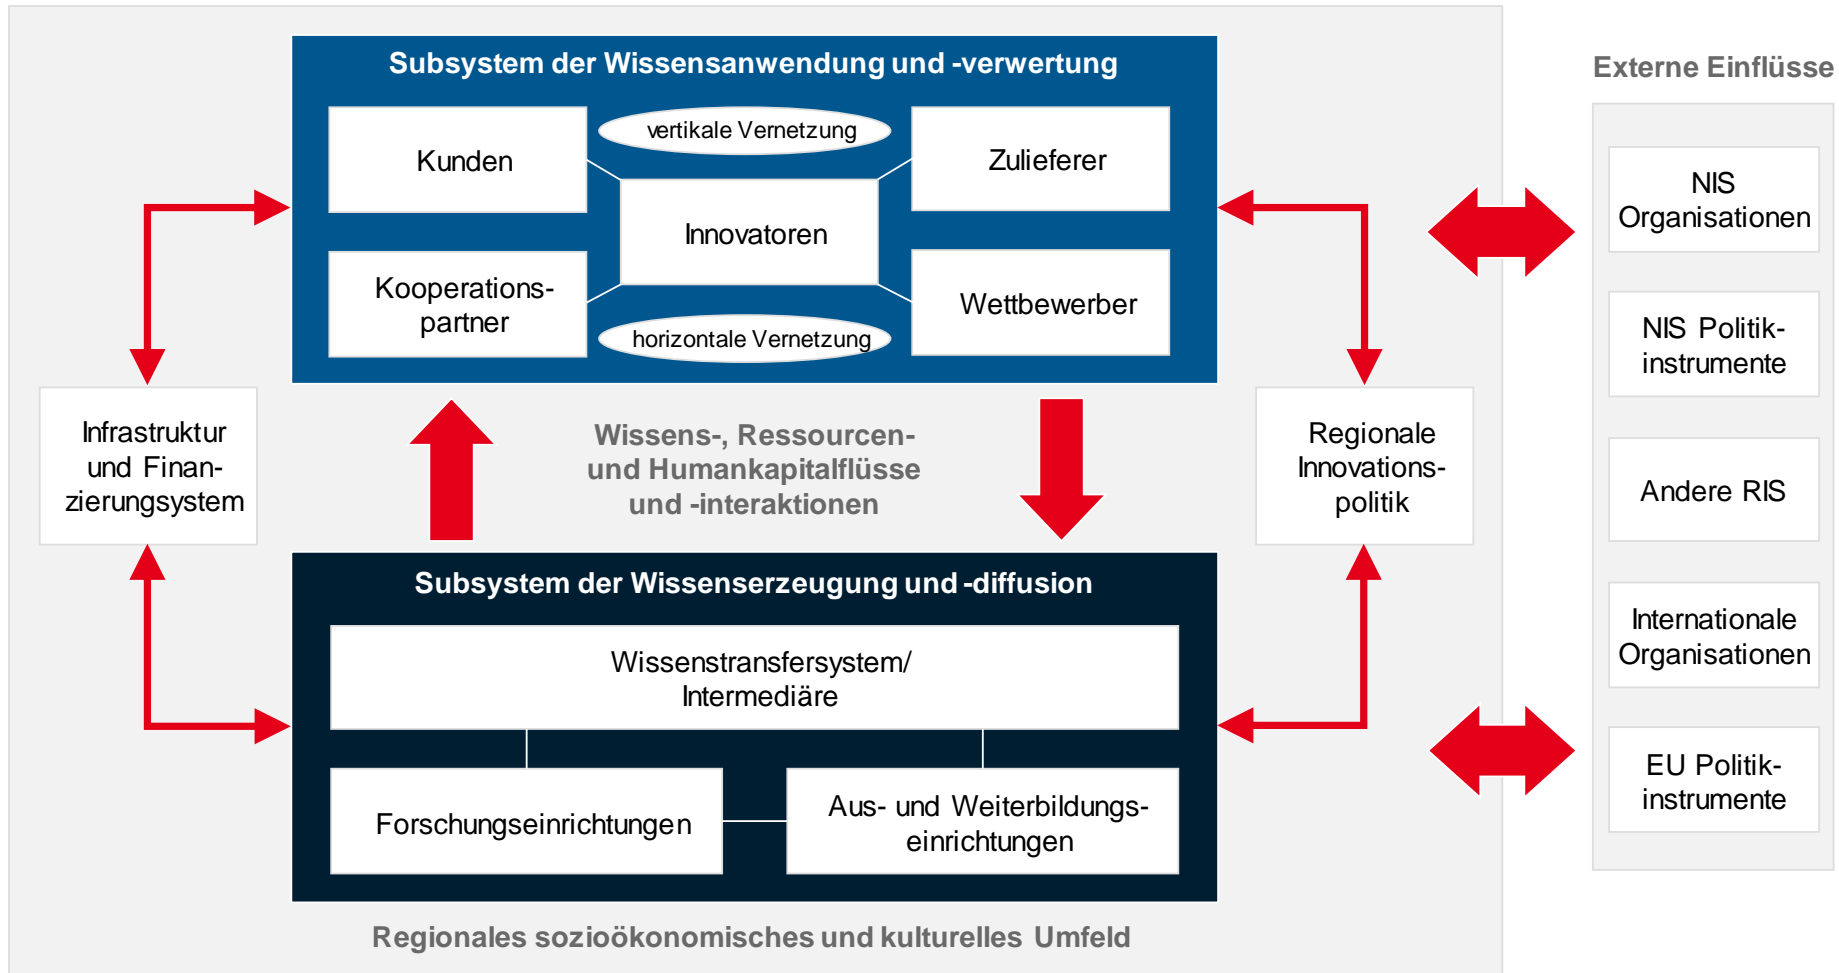 Subsystem der Wissensanwendung und -verwertung
Kunden
vertikale Vernetzung
Zulieferer
Innovatoren
Kooperations-
partner
horizontale Vernetzung
Wettbewerber
Infrastruktur
und Finan-
zierungsystem
Wissens-, Ressourcen-
und Humankapitalflüsse
und -interaktionen
Regionale
Innovations-
politik
Subsystem der Wissenserzeugung und -diffusion
Wissenstransfersystem/
Intermediäre
Forschungseinrichtungen
Aus- und Weiterbildungs-
einrichtungen
Regionales sozioökonomisches und kulturelles Umfeld
Externe Einflüsse
NIS
Organisationen
NIS Politik-
instrumente
Andere RIS
Internationale
Organisationen
EU Politik-
instrumente